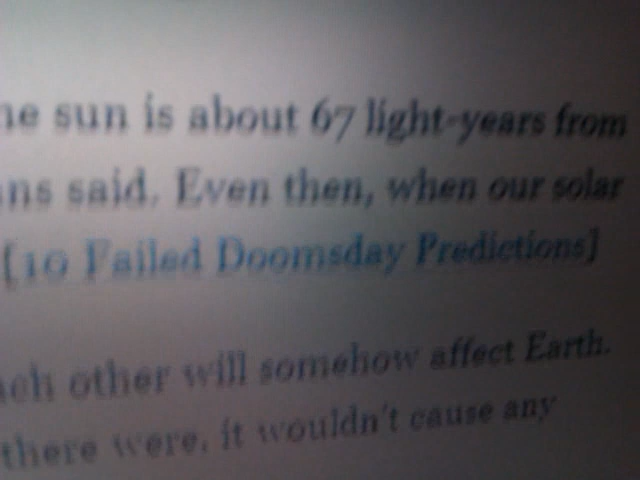 he sun is about 67 light-years from
ns said. Even then, when our solar
[10 Failed Doomsday Predictions]
ach other will somehow affect Earth.
there were, it wouldn't cause any